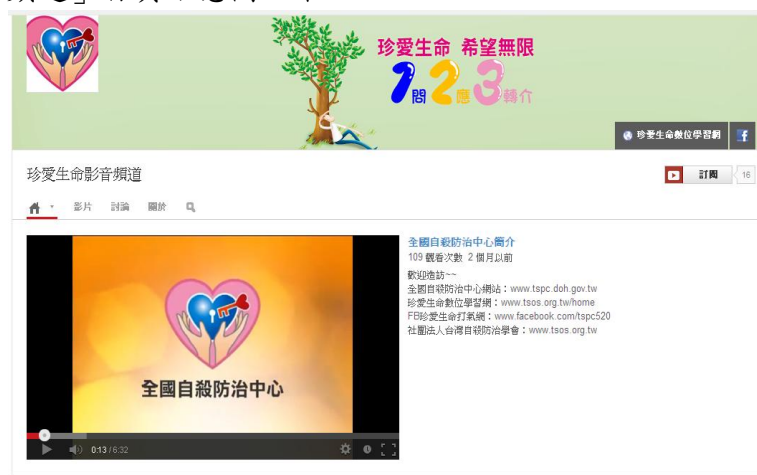 珍愛生命 希望無限
1問2應3轉介
珍愛生命數位學習網
珍愛生命影音頻道
訂閱 16
影片 討論 關於
全國自殺防治中心簡介
109 觀看次數 2 個月以前
歡迎造訪~~
全國自殺防治中心網站：www.tspc.doh.gov.tw
珍愛生命數位學習網：www.tsos.org.tw/home
FB珍愛生命打氣網：www.facebook.com/tspc520
社團法人台灣自殺防治學會：www.tsos.org.tw
全國自殺防治中心
0:13 / 6:32